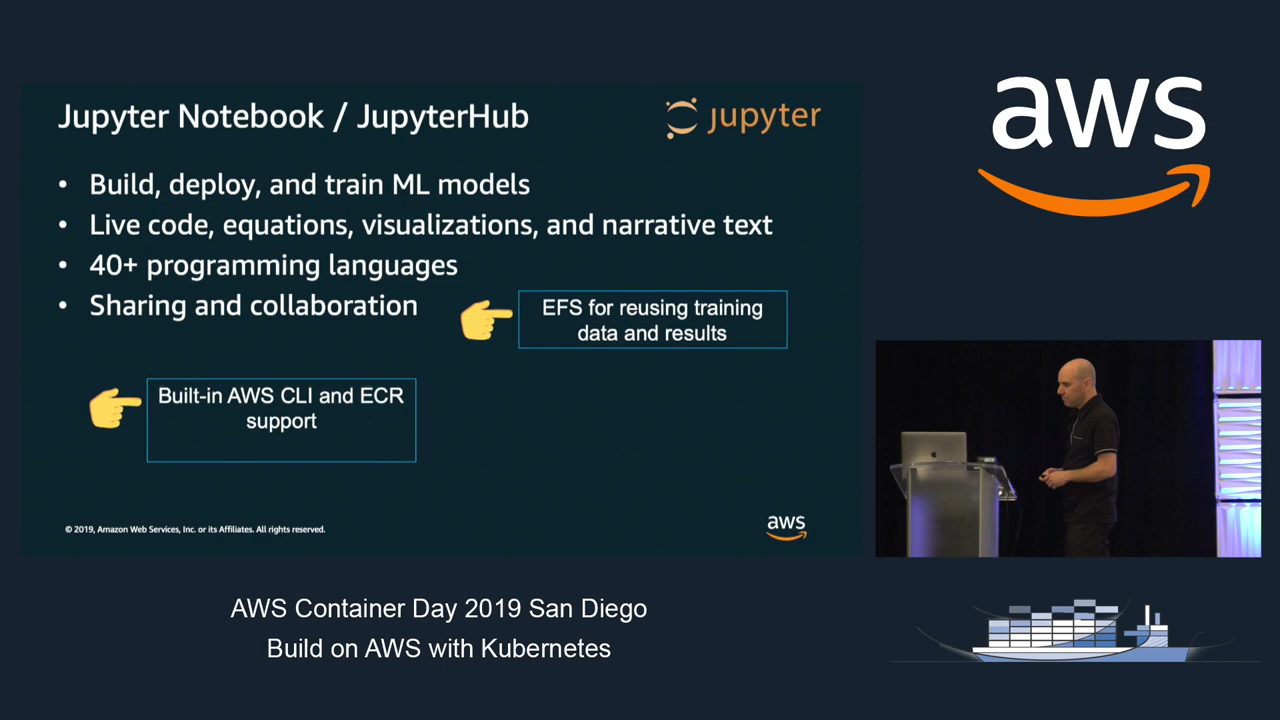 Jupyter Notebook / JupyterHub
jupyter
• Build, deploy, and train ML models
• Live code, equations, visualizations, and narrative text
• 40+ programming languages
• Sharing and collaboration
EFS for reusing training
data and results
Built-in AWS CLI and ECR
support
© 2019, Amazon Web Services, Inc. or its Affiliates. All rights reserved.
aws
aws
AWS Container Day 2019 San Diego
Build on AWS with Kubernetes